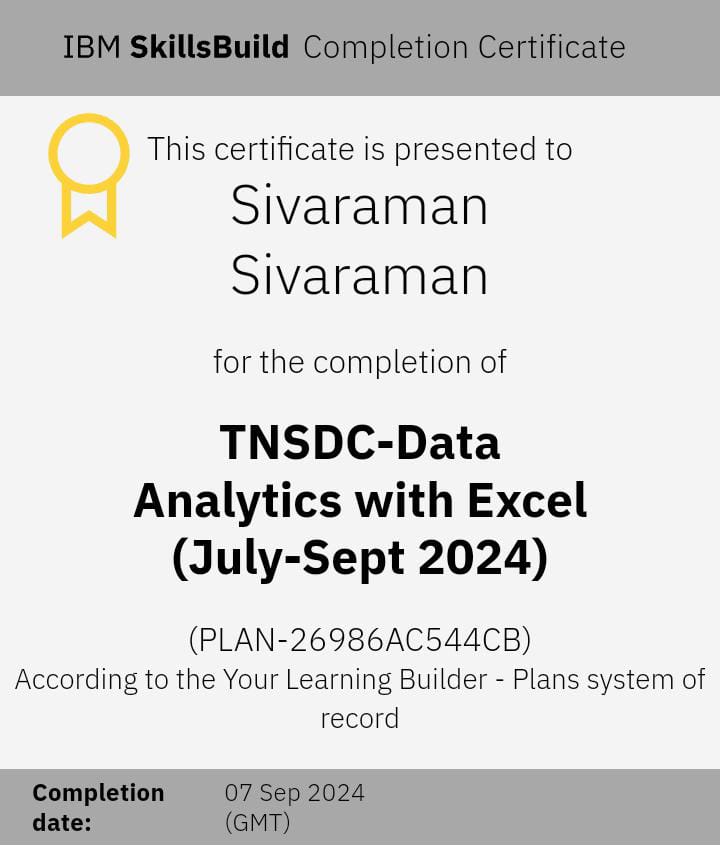 IBM SkillsBuild Completion Certificate
This certificate is presented to
Sivaraman
Sivaraman
for the completion of
TNSDC-Data
Analytics with Excel
(July-Sept 2024)
(PLAN-26986AC544CB)
According to the Your Learning Builder - Plans system of
record
Completion 07 Sep 2024
date: (GMT)